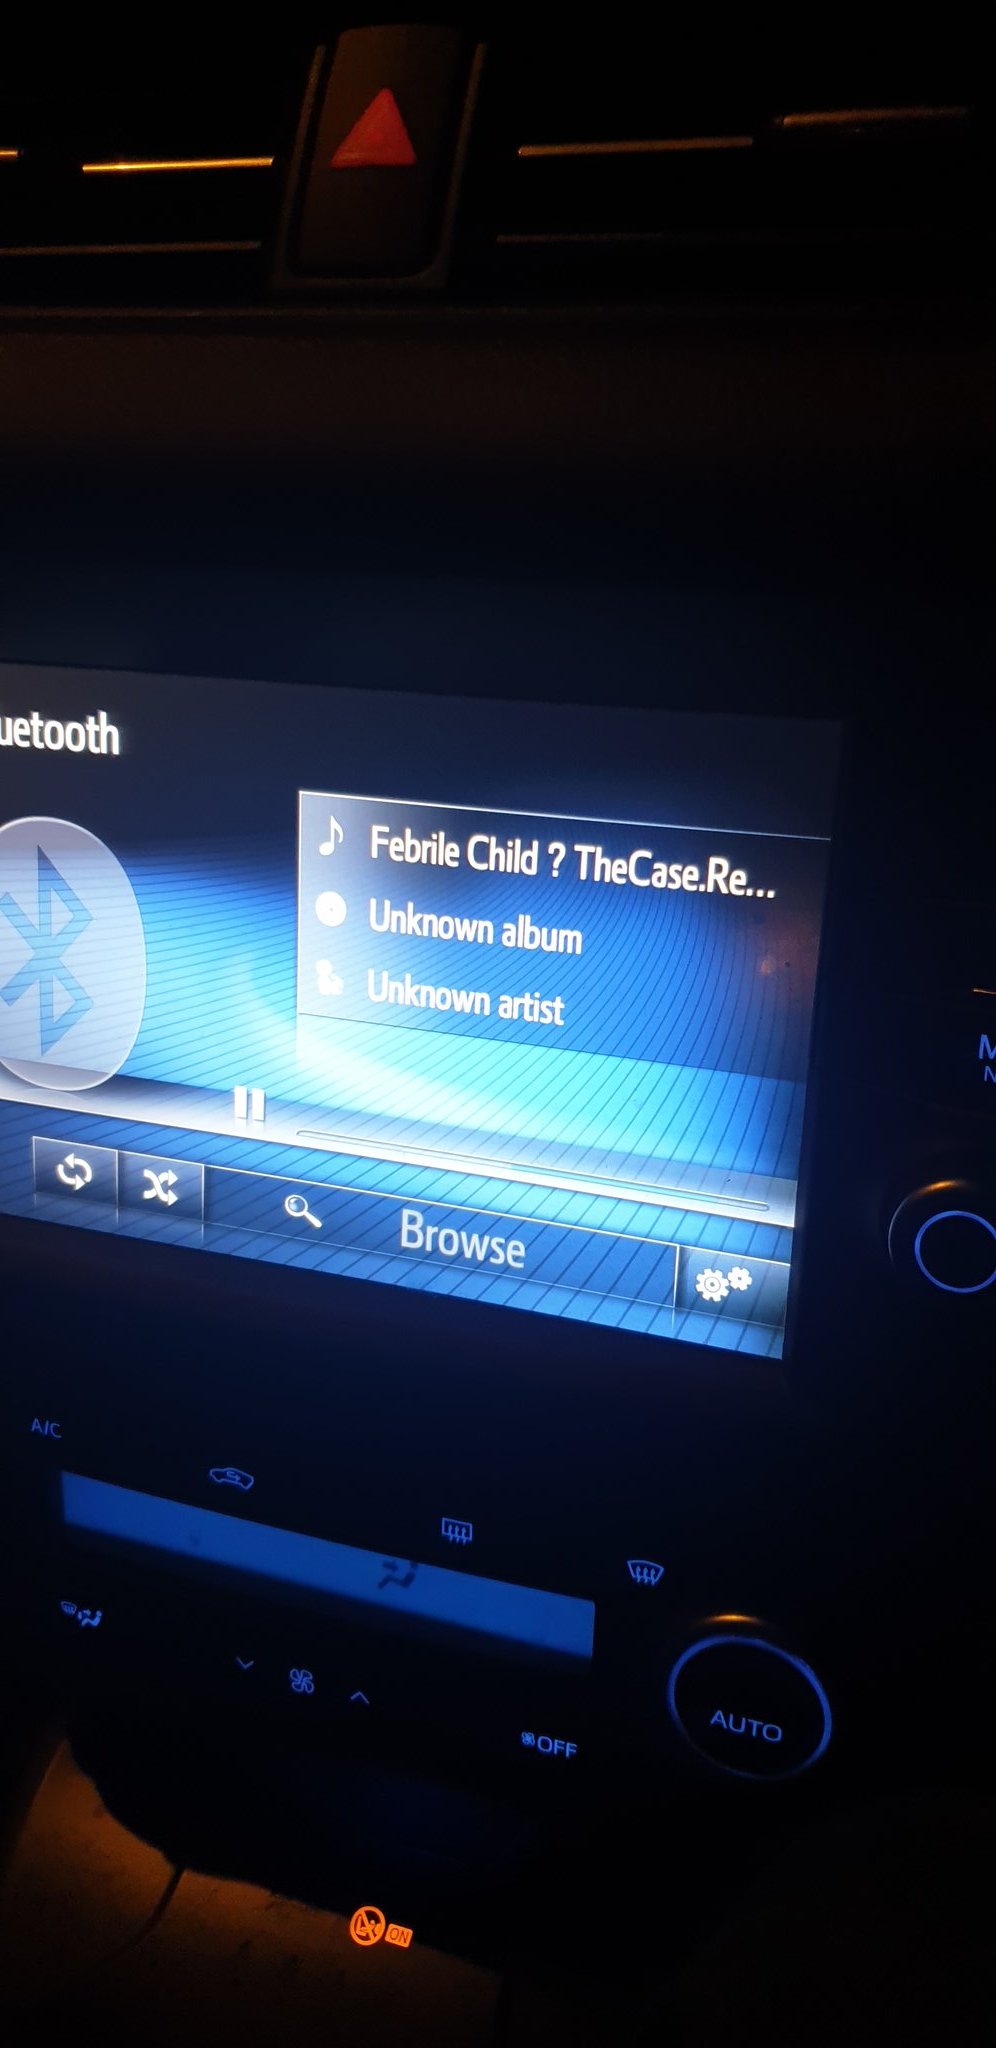 uetooth
Febrile Child ? TheCase.Re...
Unknown album
Unknown artist
Browse
A/C
OFF
AUTO
ON